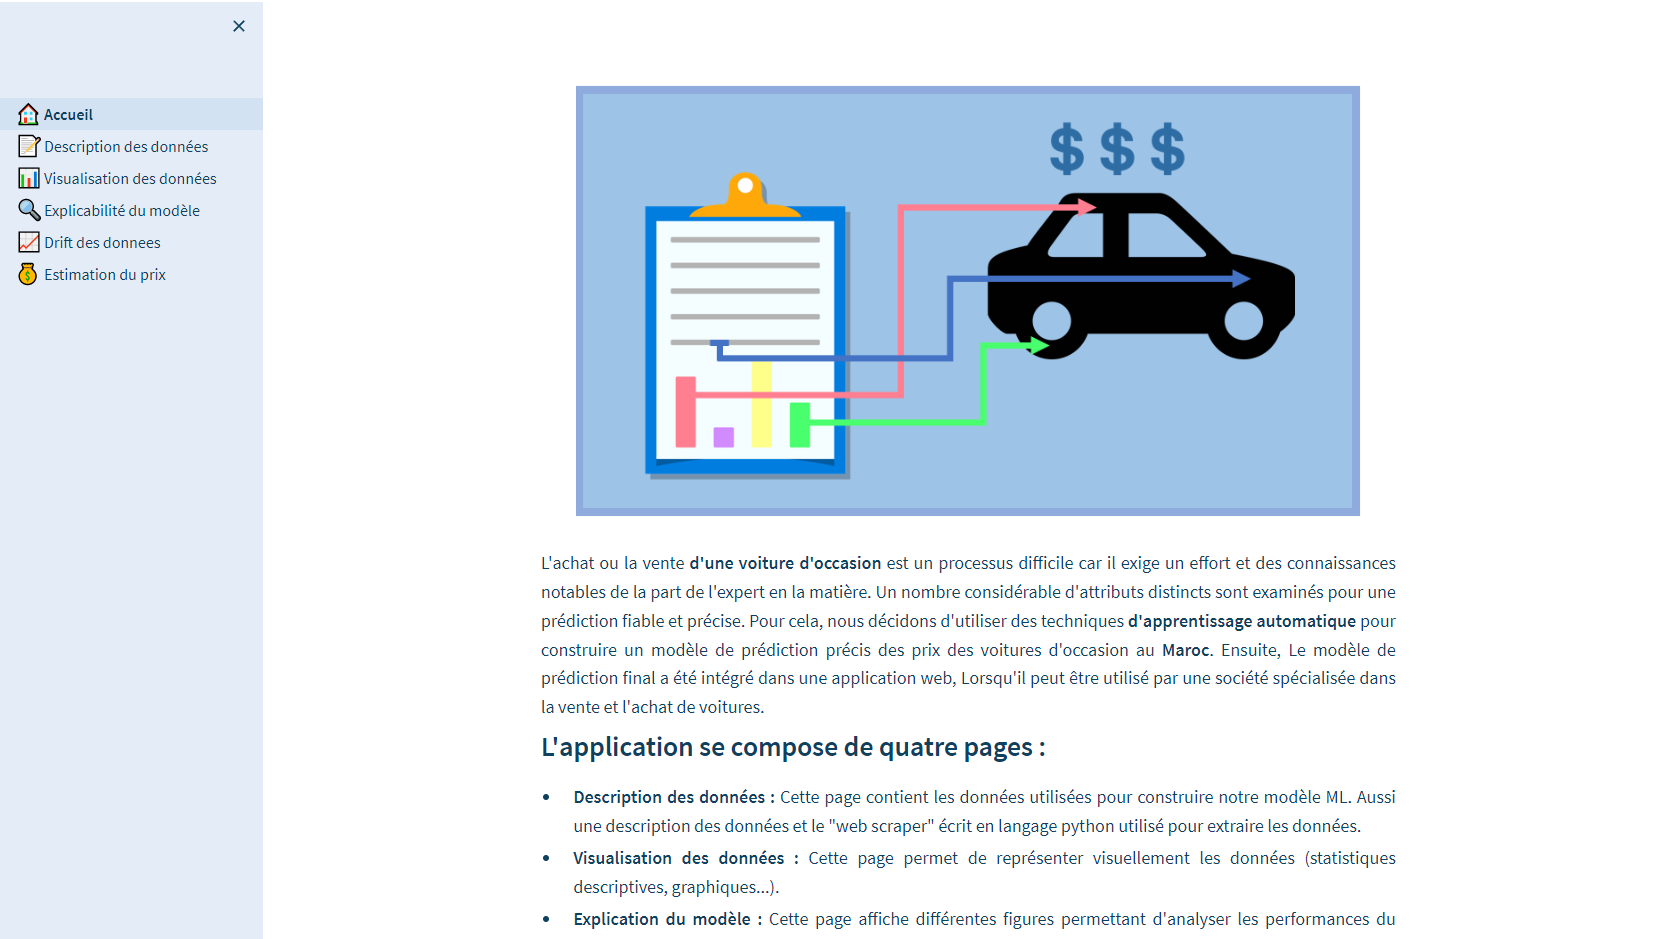 ×
Accueil
Description des données
Visualisation des données
Explicabilité du modèle
Drift des donnees
Estimation du prix
$ $ $
L'achat ou la vente d'une voiture d'occasion est un processus difficile car il exige un effort et des connaissances
notables de la part de l'expert en la matière. Un nombre considérable d'attributs distincts sont examinés pour une
prédiction fiable et précise. Pour cela, nous décidons d'utiliser des techniques d'apprentissage automatique pour
construire un modèle de prédiction précis des prix des voitures d'occasion au Maroc. Ensuite, Le modèle de
prédiction final a été intégré dans une application web, Lorsqu'il peut être utilisé par une société spécialisée dans
la vente et l'achat de voitures.
L'application se compose de quatre pages :
• Description des données : Cette page contient les données utilisées pour construire notre modèle ML. Aussi
une description des données et le "web scraper" écrit en langage python utilisé pour extraire les données.
• Visualisation des données : Cette page permet de représenter visuellement les données (statistiques
descriptives, graphiques...).
• Explication du modèle : Cette page affiche différentes figures permettant d'analyser les performances du